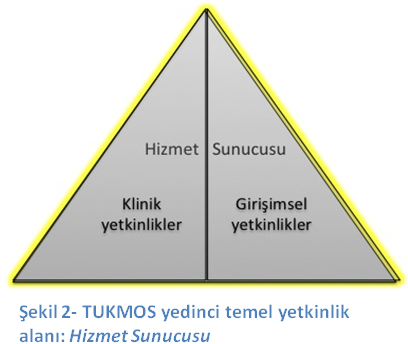 Hizmet Sunucusu
Klinik Girişimsel
yetkinlikler yetkinlikler
Şekil 2- TUKMOS yedinci temel yetkinlik
alanı: Hizmet Sunucusu